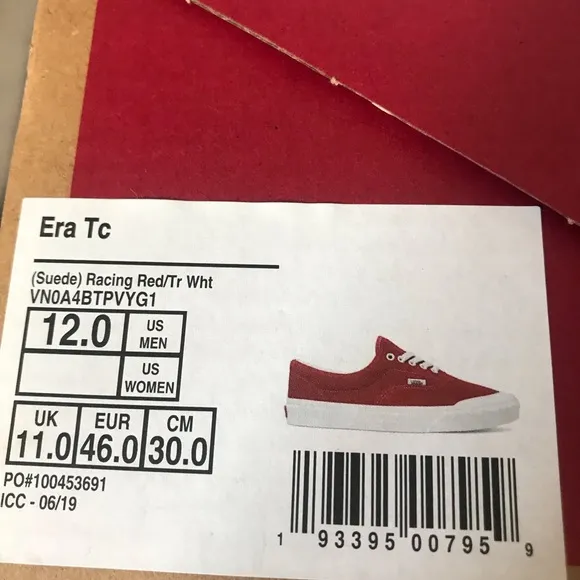 Era Tc
(Suede) Racing Red/Tr Wht
VN0A4BTPVYG1
12.0 US MEN
US WOMEN
UK EUR CM
11.0 46.0 30.0
PO#100453691
ICC - 06/19
1 93395 00795 9